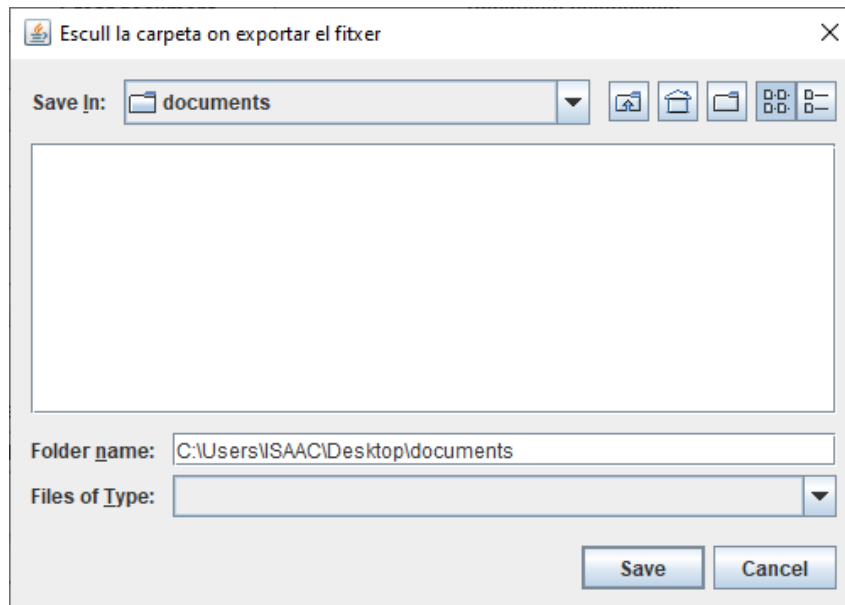 Escull la carpeta on exportar el fitxer
Save In: documents
Folder name: C:\Users\ISAAC\Desktop\documents
Files of Type:
Save Cancel